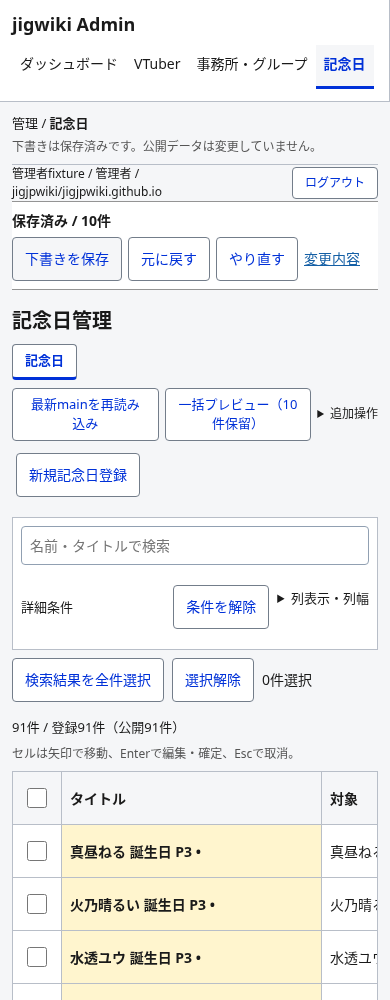 jigwiki Admin
ダッシュボード VTuber 事務所・グループ 記念日
管理 / 記念日
下書きは保存済みです。公開データは変更していません。
管理者fixture / 管理者 /
jigjpwiki/jigjpwiki.github.io
ログアウト
保存済み / 10件
下書きを保存 元に戻す やり直す 変更内容
記念日管理
記念日
最新mainを再読み
込み
一括プレビュー（10
件保留）
▶ 追加操作
新規記念日登録
名前・タイトルで検索
詳細条件 条件を解除 ▶ 列表示・列幅
検索結果を全件選択 選択解除 0件選択
91件 / 登録91件（公開91件）
セルは矢印で移動、Enterで編集・確定、Escで取消。
タイトル 対象
真昼ねる 誕生日 P3 • 真昼ね
火乃晴るい 誕生日 P3 • 火乃晴
水透ユウ 誕生日 P3 • 水透ユ